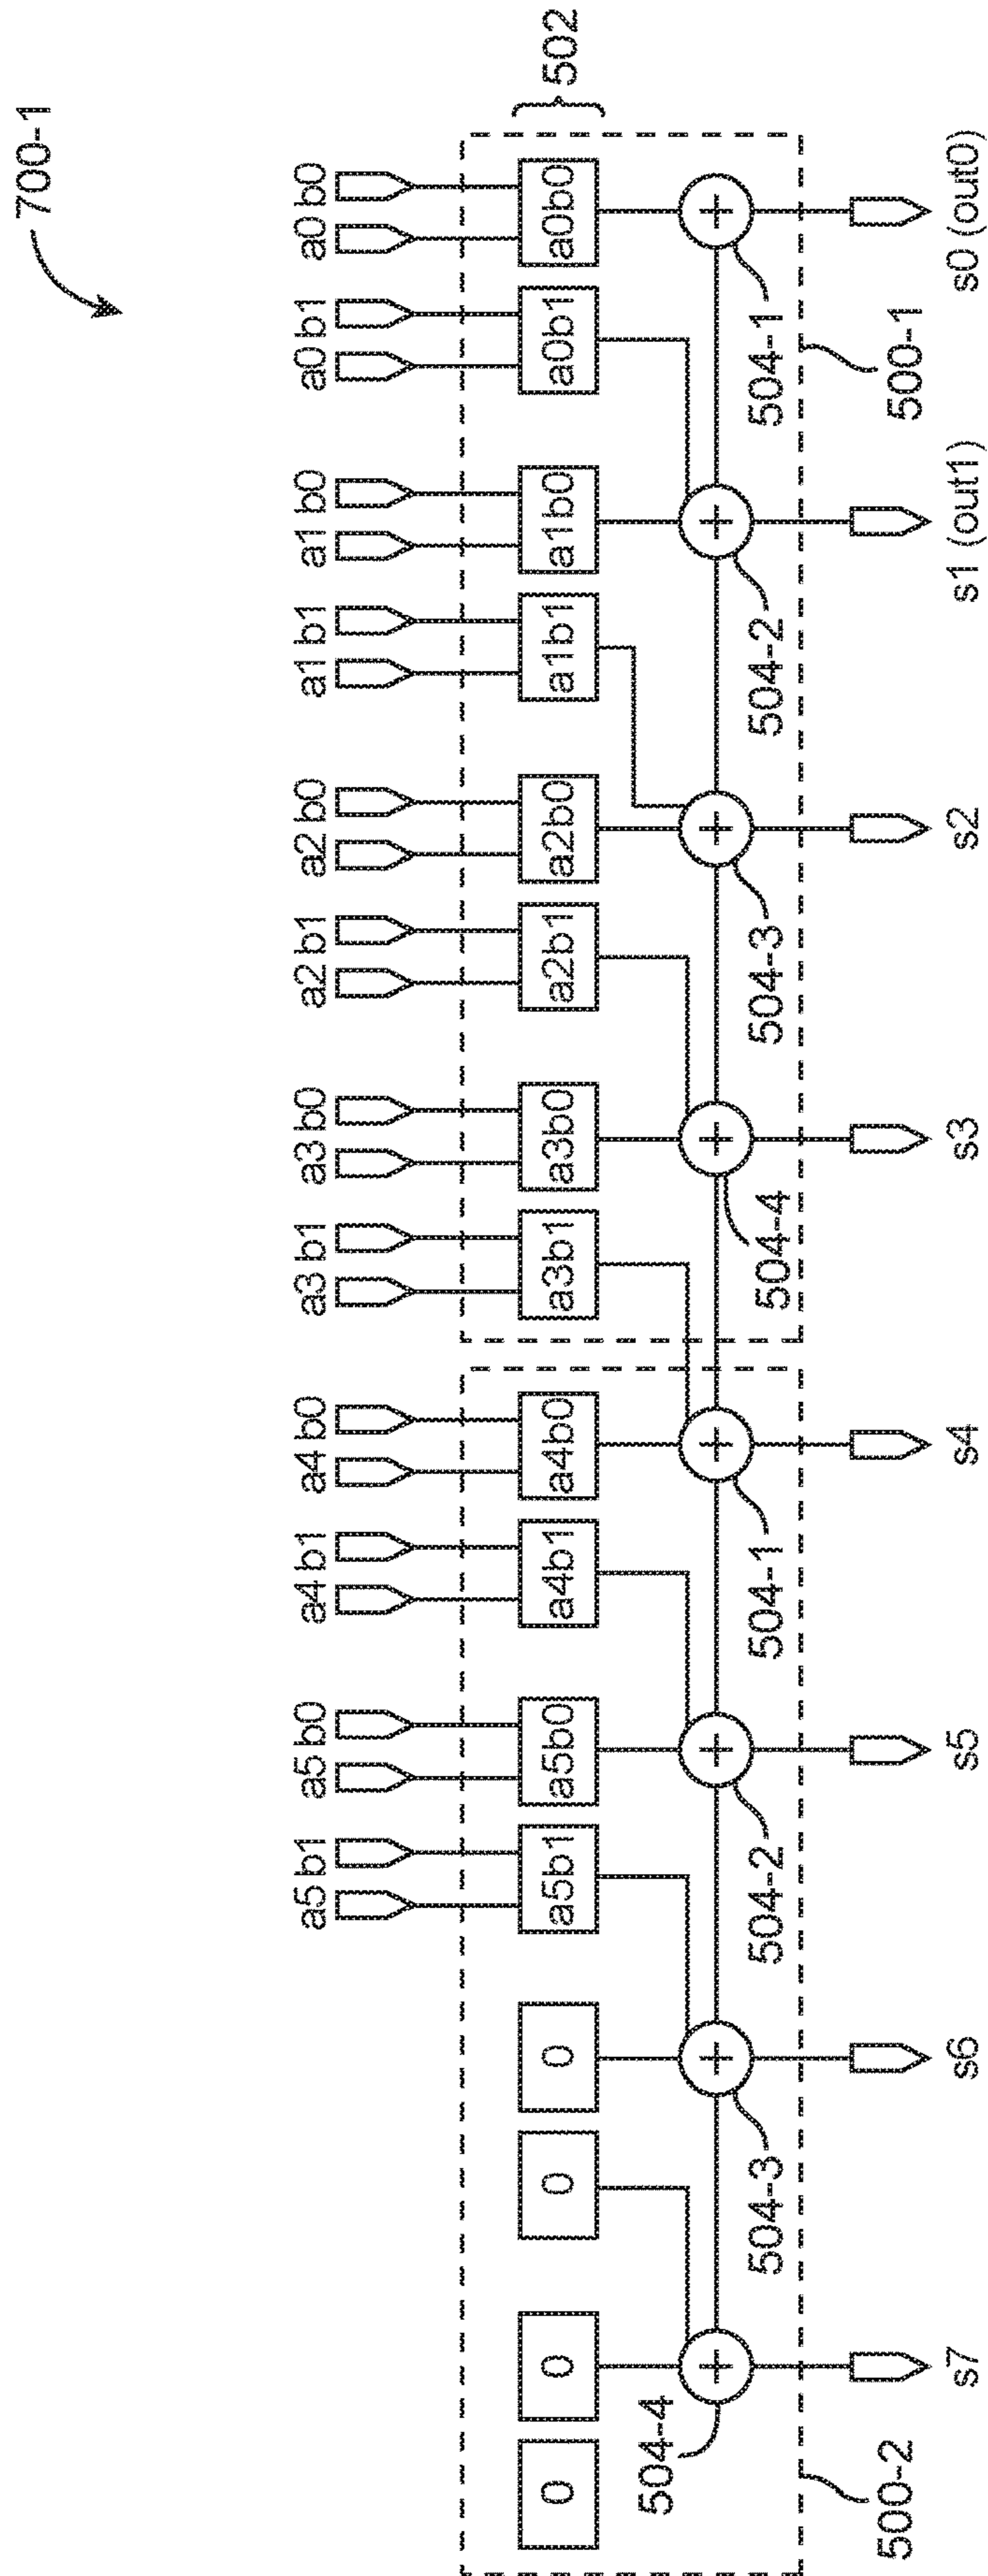 700-1
a5 b1 a5 b0 a4 b1 a4 b0 a3 b1 a3 b0 a2 b1 a2 b0 a1 b1 a1 b0 a0 b1 a0 b0
0 0 0 0 a5b1 a5b0 a4b1 a4b0 a3b1 a3b0 a2b1 a2b0 a1b1 a1b0 a0b1 a0b0 502
504-4
+ + + + + + + +
504-3 504-2 504-1 504-4 504-3 504-2 504-1
500-2 500-1
s7 s6 s5 s4 s3 s2 s1 (out1) s0 (out0)